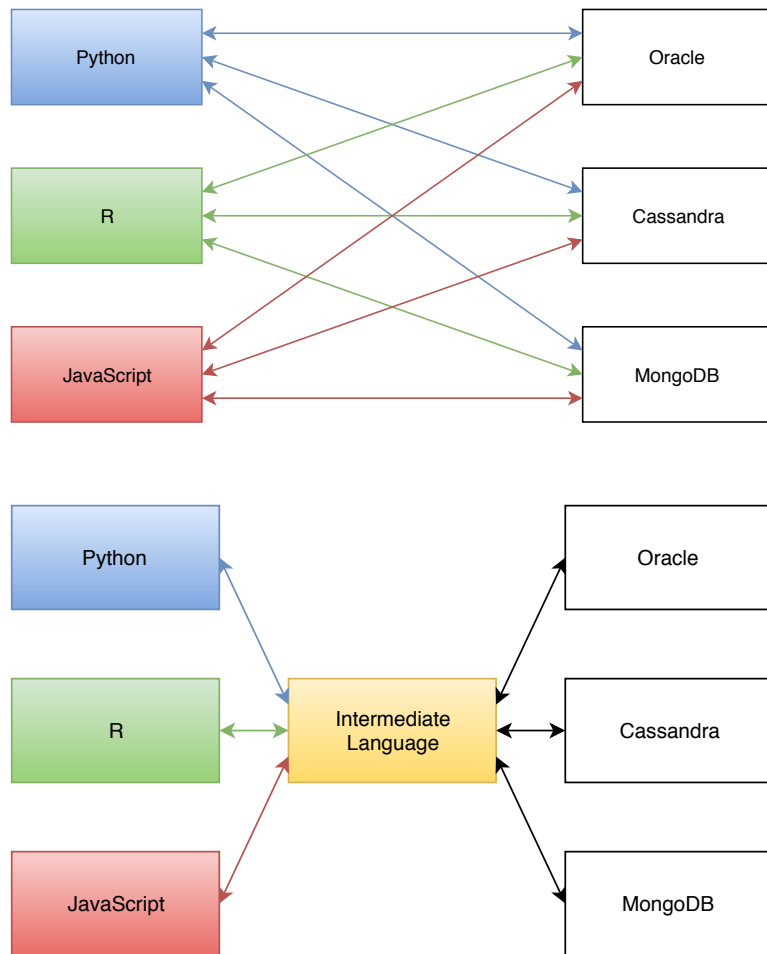 Python
Oracle
R
Cassandra
JavaScript
MongoDB
Python
Oracle
R
Intermediate
Language
Cassandra
JavaScript
MongoDB